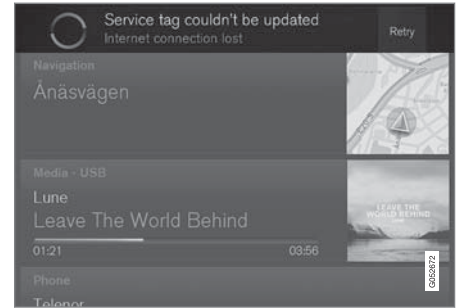 Service tag couldn't be updated
Internet connection lost
Retry
Navigation
Ånäsvägen
Media - USB
Lune
Leave The World Behind
01:21 03:56
LEAVE THE
WORLD BEHIND
Phone
Telenor
G052672